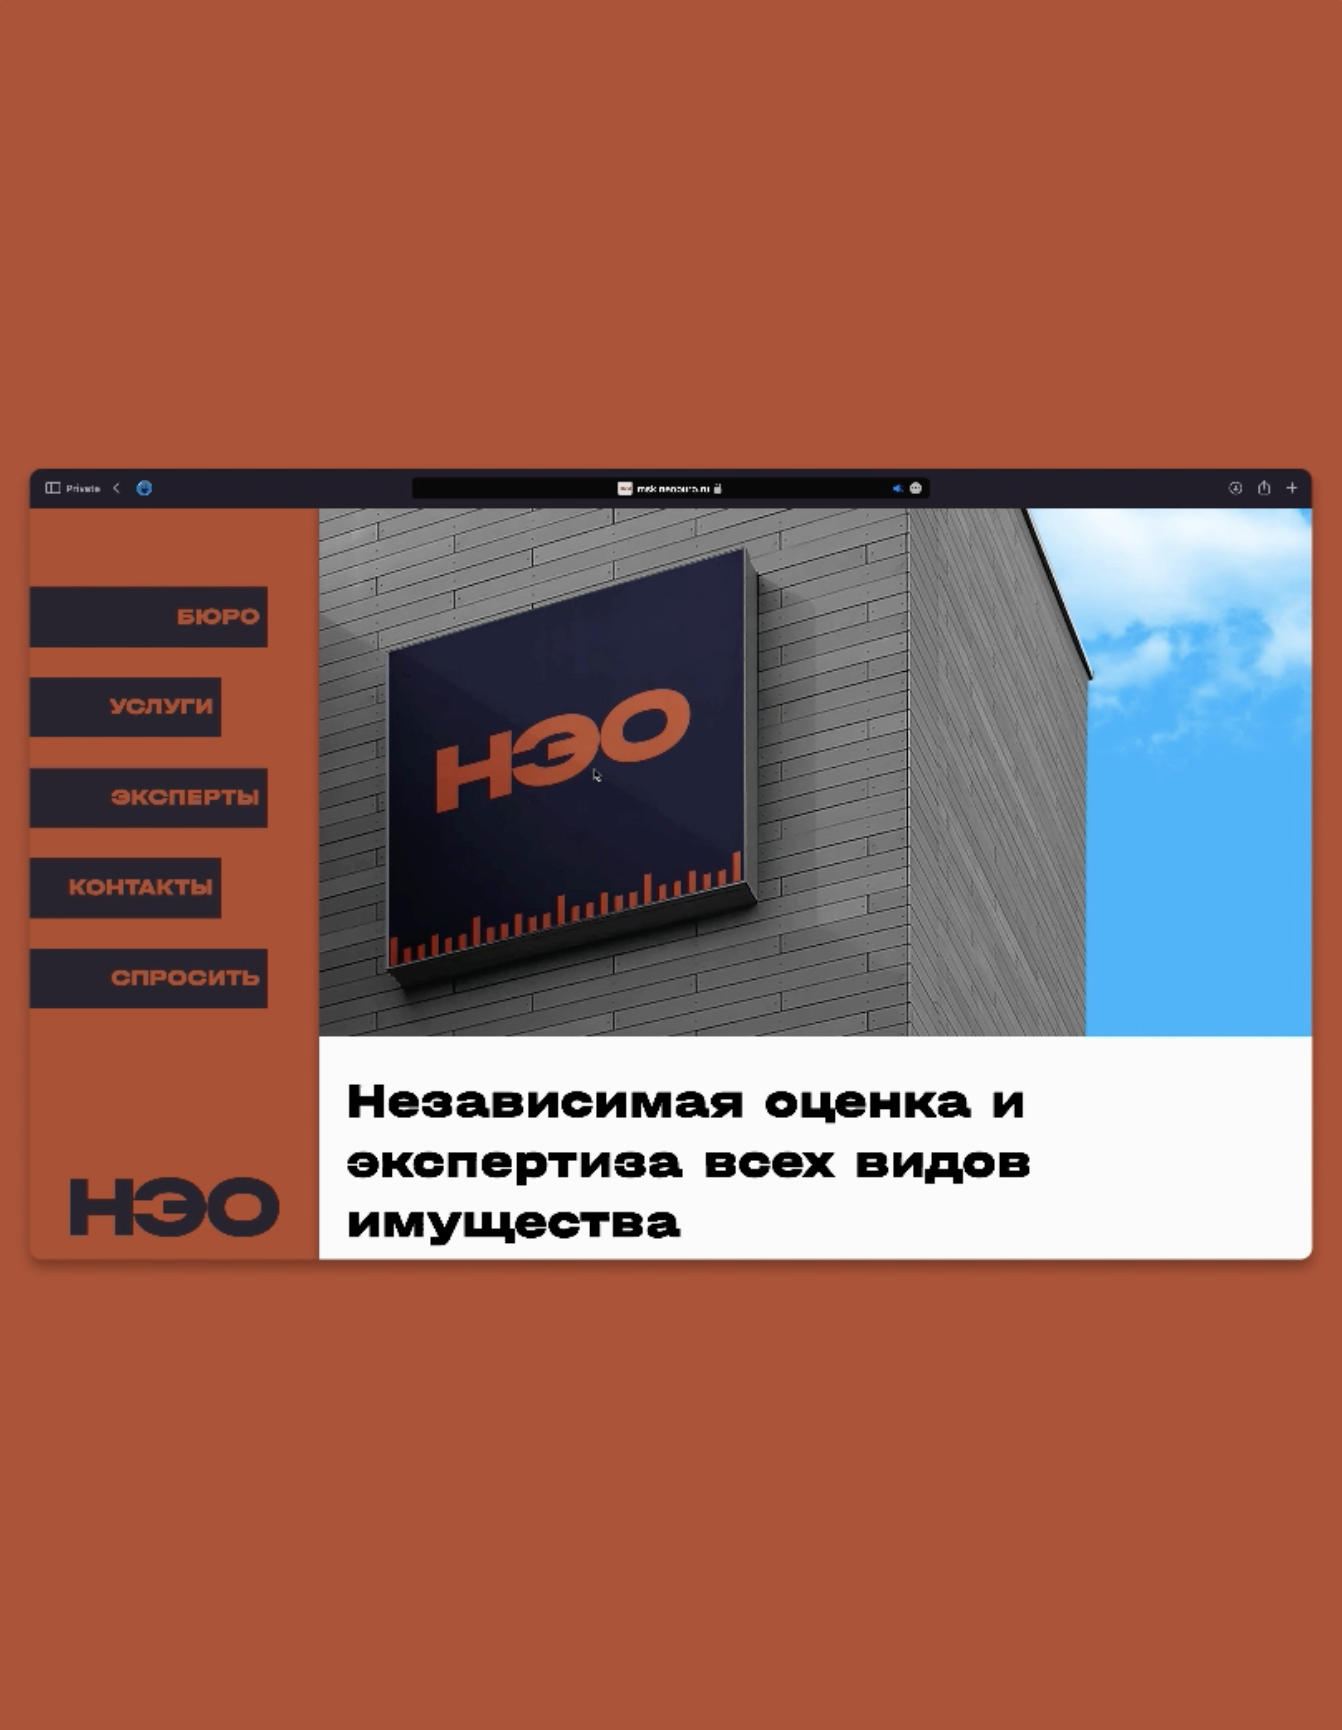 Private
msk.neoburo.ru
БЮРО
УСЛУГИ
ЭКСПЕРТЫ
КОНТАКТЫ
СПРОСИТЬ
НЭО
НЭО
Независимая оценка и
экспертиза всех видов
имущества